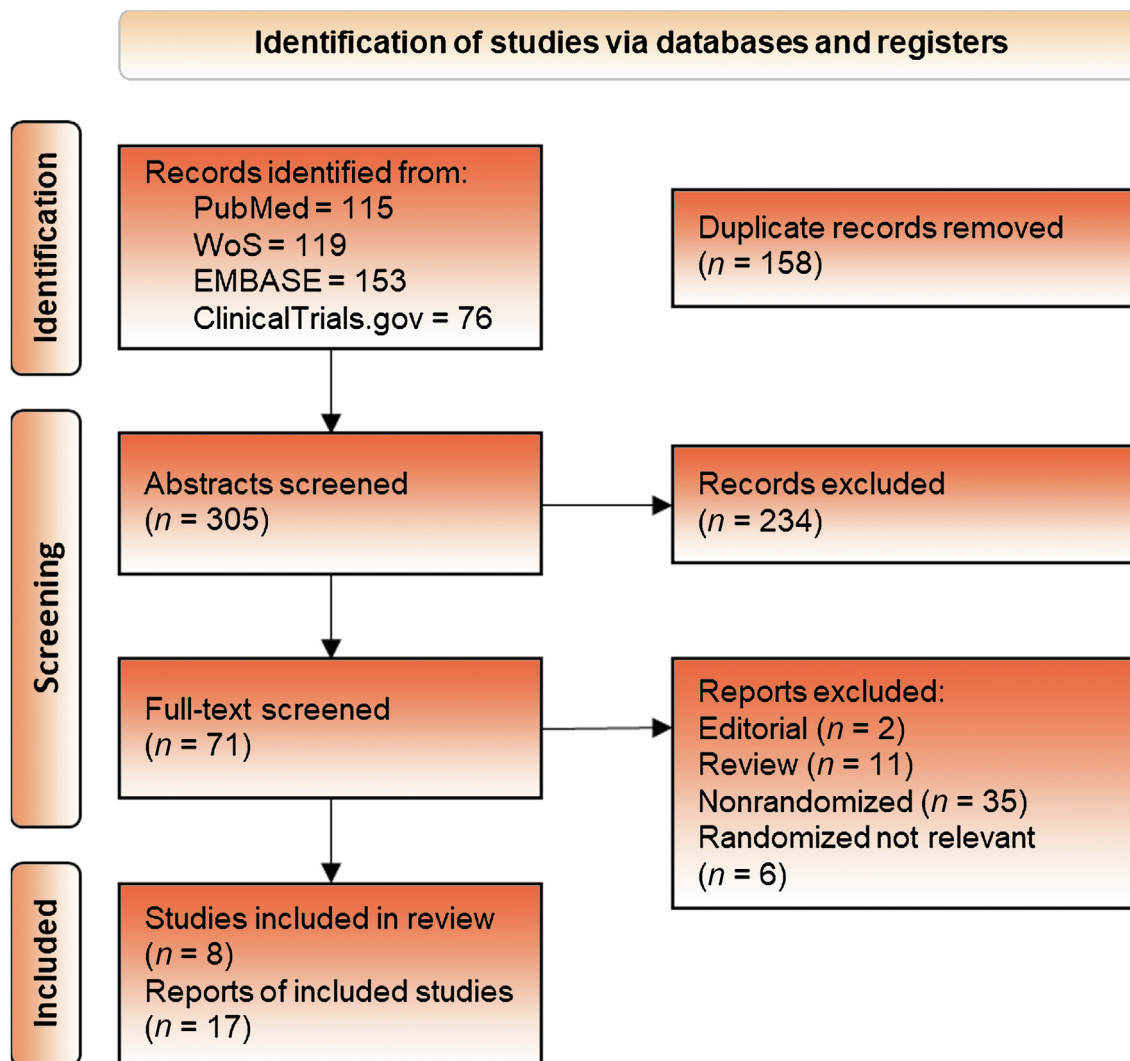 Identification of studies via databases and registers
Identification
Records identified from:
PubMed = 115
WoS = 119
EMBASE = 153
ClinicalTrials.gov = 76
Duplicate records removed
(n = 158)
Screening
Abstracts screened
(n = 305)
Records excluded
(n = 234)
Full-text screened
(n = 71)
Reports excluded:
Editorial (n = 2)
Review (n = 11)
Nonrandomized (n = 35)
Randomized not relevant
(n = 6)
Included
Studies included in review
(n = 8)
Reports of included studies
(n = 17)